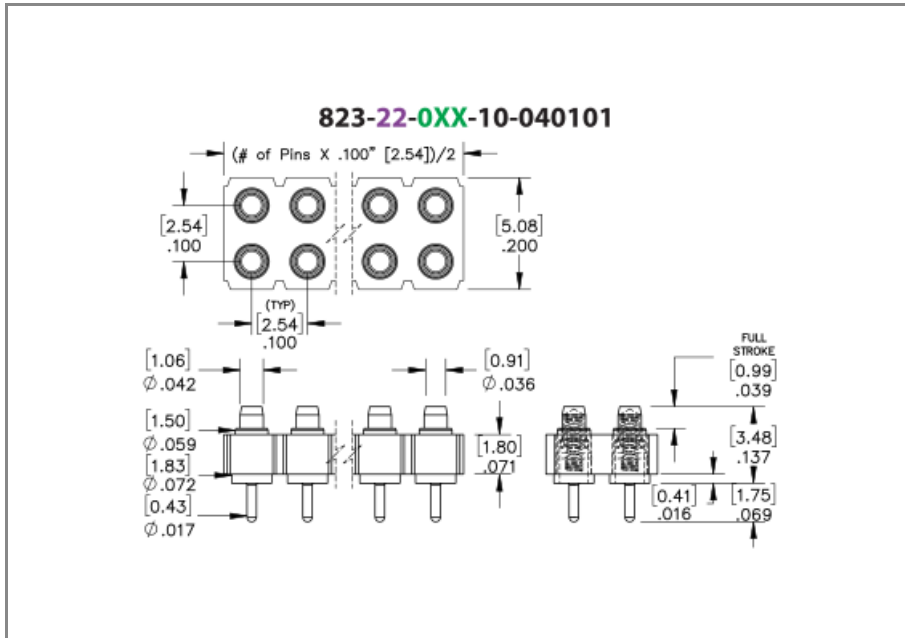 823-22-0XX-10-040101
(# of Pins X .100" [2.54])/2
[2.54]
.100
[5.08]
.200
(TYP)
[2.54]
.100
[1.06]
Ø.042
[0.91]
Ø.036
FULL
STROKE
[0.99]
.039
[1.50]
Ø.059
[1.80]
.071
[3.48]
.137
[1.83]
Ø.072
[0.43]
Ø.017
[0.41]
.016
[1.75]
.069